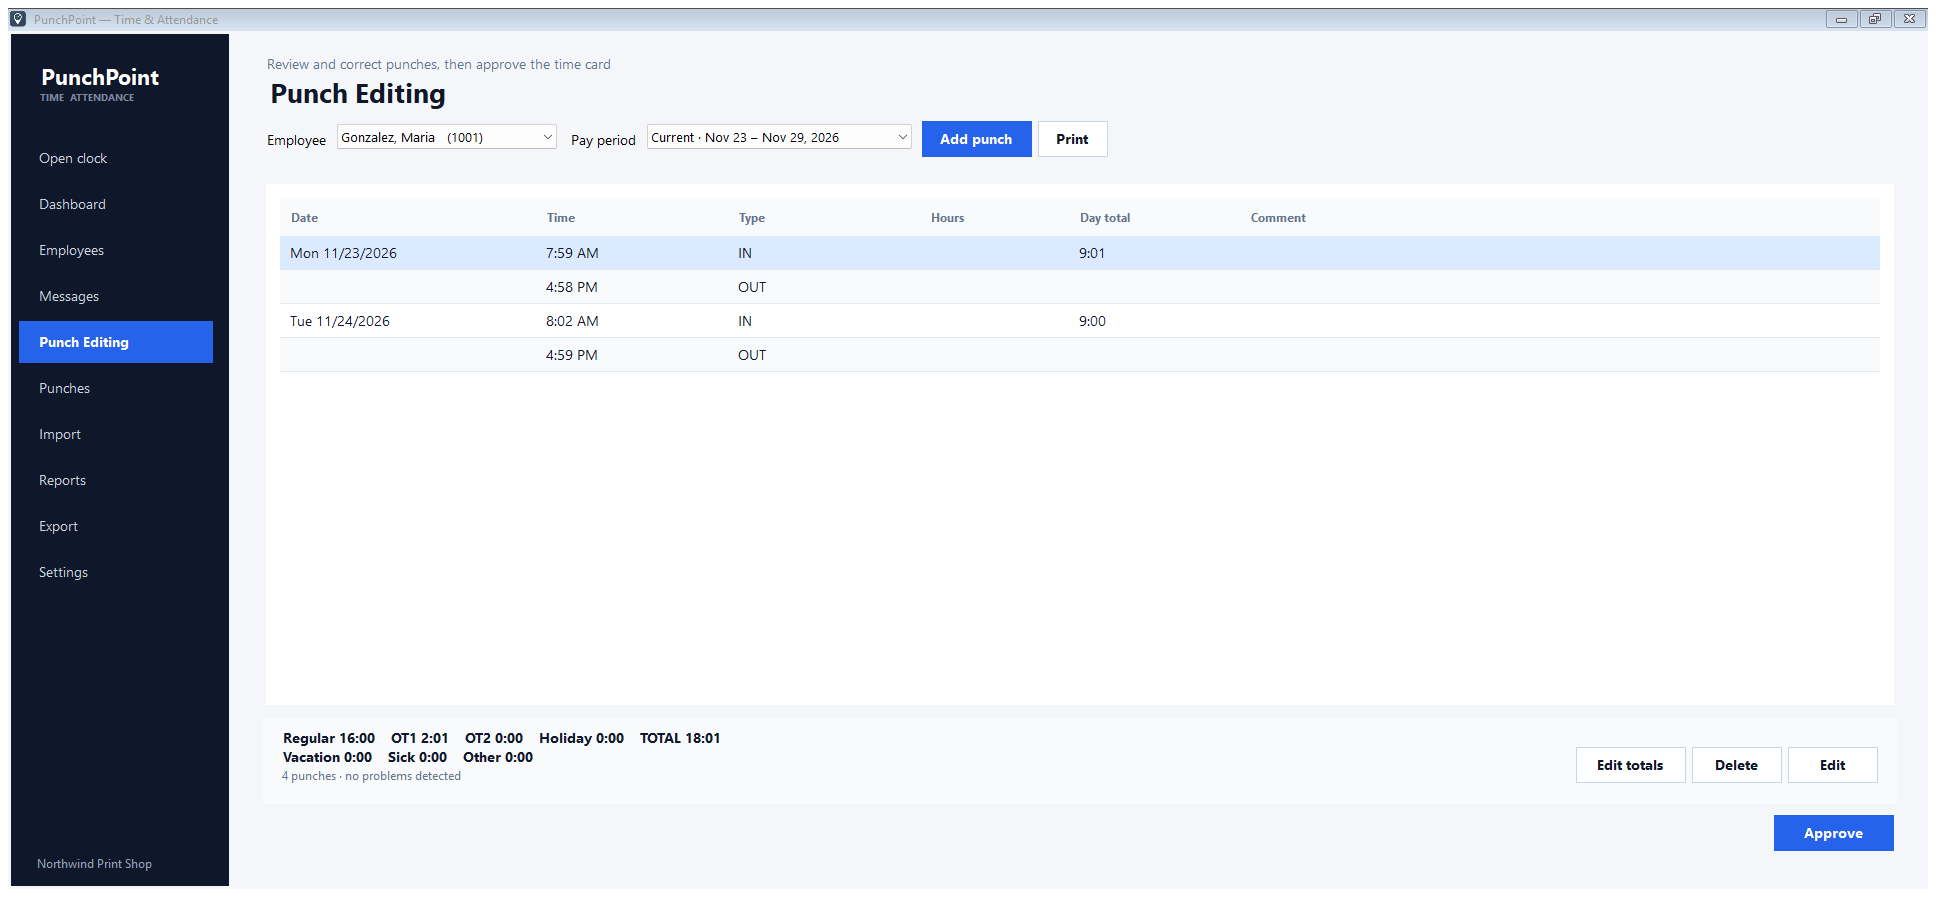 PunchPoint — Time & Attendance
PunchPoint
TIME ATTENDANCE
Open clock
Dashboard
Employees
Messages
Punch Editing
Punches
Import
Reports
Export
Settings
Northwind Print Shop
Review and correct punches, then approve the time card
Punch Editing
Employee Gonzalez, Maria (1001) Pay period Current · Nov 23 – Nov 29, 2026 Add punch Print
Date Time Type Hours Day total Comment
Mon 11/23/2026 7:59 AM IN 9:01
4:58 PM OUT
Tue 11/24/2026 8:02 AM IN 9:00
4:59 PM OUT
Regular 16:00 OT1 2:01 OT2 0:00 Holiday 0:00 TOTAL 18:01
Vacation 0:00 Sick 0:00 Other 0:00
4 punches · no problems detected
Edit totals Delete Edit
Approve